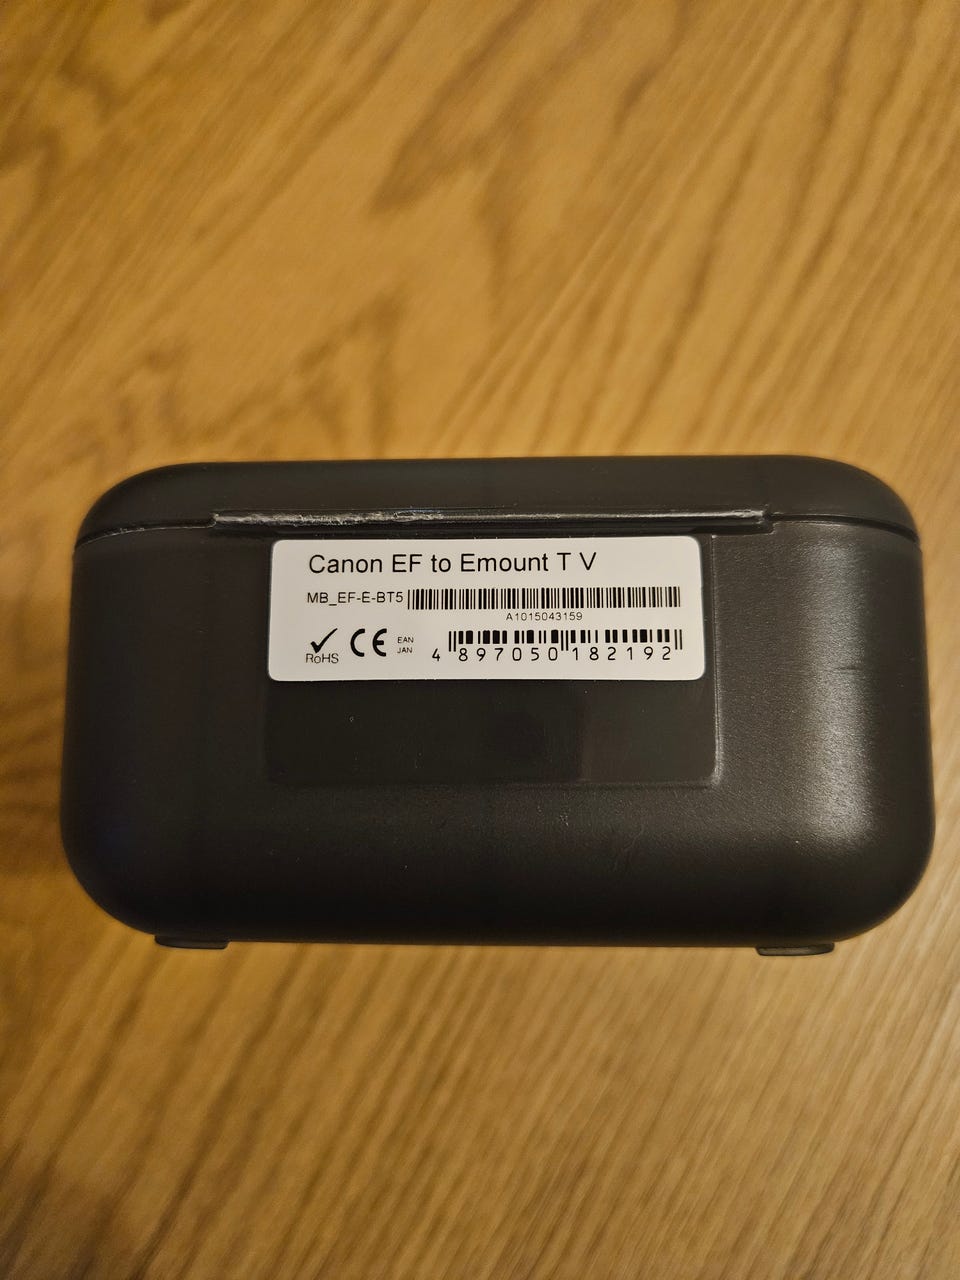 Canon EF to Emount T V
MB_EF-E-BT5
A1015043159
RoHS
CE
EAN
JAN
4 897050 182192